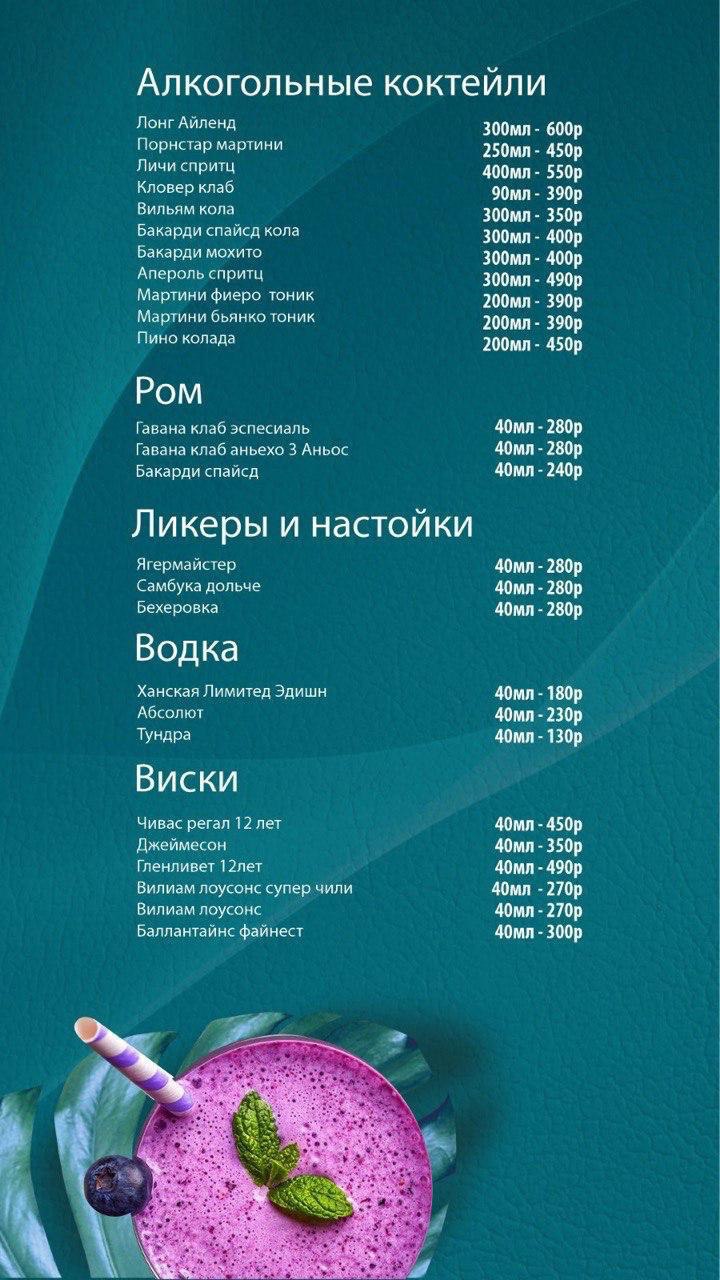 Алкогольные коктейли
Лонг Айленд 300мл - 600р
Порнстар мартини 250мл - 450р
Личи спритц 400мл - 550р
Кловер клаб 90мл - 390р
Вильям кола 300мл - 350р
Бакарди спайсд кола 300мл - 400р
Бакарди мохито 300мл - 400р
Апероль спритц 300мл - 490р
Мартини фиеро тоник 200мл - 390р
Мартини бьянко тоник 200мл - 390р
Пино колада 200мл - 450р
Ром
Гавана клаб эспесиаль 40мл - 280р
Гавана клаб аньехо 3 Аньос 40мл - 280р
Бакарди спайсд 40мл - 240р
Ликеры и настойки
Ягермайстер 40мл - 280р
Самбука дольче 40мл - 280р
Бехеровка 40мл - 280р
Водка
Ханская Лимитед Эдишн 40мл - 180р
Абсолют 40мл - 230р
Тундра 40мл - 130р
Виски
Чивас регал 12 лет 40мл - 450р
Джеймесон 40мл - 350р
Гленливет 12лет 40мл - 490р
Вилиам лоусонс супер чили 40мл - 270р
Вилиам лоусонс 40мл - 270р
Баллантайнс файнест 40мл - 300р